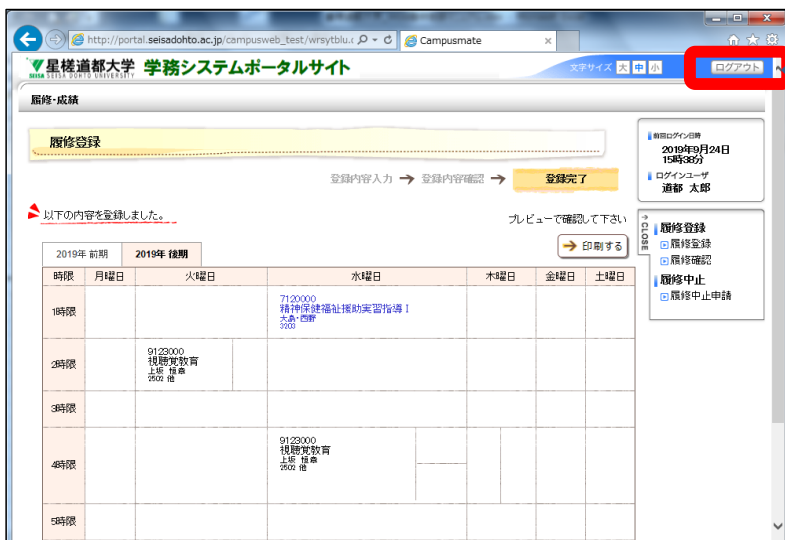 http://portal.seisadohto.ac.jp/campusweb_test/wrsytblu.c
Campusmate
星槎道都大学 学務システムポータルサイト
SEISA DOHTO UNIVERSITY
文字サイズ 大 中 小
ログアウト
履修・成績
履修登録
登録内容入力 → 登録内容確認 → 登録完了
以下の内容を登録しました。
プレビューで確認して下さい
→ 印刷する
2019年 前期 2019年 後期
時限 月曜日 火曜日 水曜日 木曜日 金曜日 土曜日
1時限
7120000
精神保健福祉援助実習指導Ⅰ
大島・西野
3203
2時限
9123000
視聴覚教育
上坂 恒章
2502 他
3時限
4時限
9123000
視聴覚教育
上坂 恒章
2502 他
5時限
前回ログイン日時
2019年9月24日
15時38分
ログインユーザ
道都 太郎
CLOSE
履修登録
履修登録
履修確認
履修中止
履修中止申請